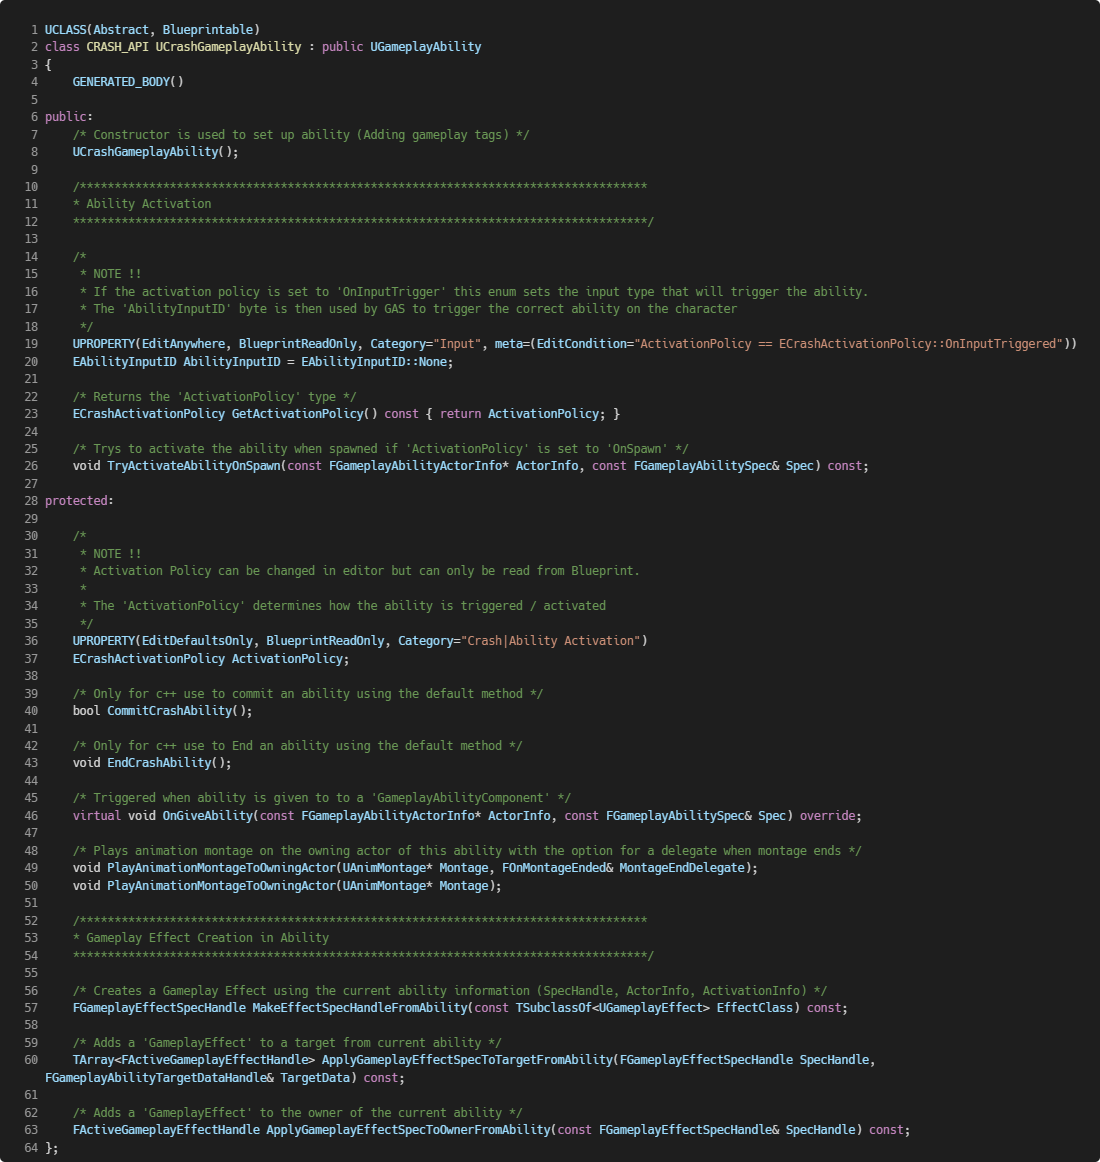 1 UCLASS(Abstract, Blueprintable)
2 class CRASH_API UCrashGameplayAbility : public UGameplayAbility
3 {
4     GENERATED_BODY()
5
6 public:
7     /* Constructor is used to set up ability (Adding gameplay tags) */
8     UCrashGameplayAbility();
9
10     /**********************************************************************************
11     * Ability Activation
12     ***********************************************************************************/
13
14     /*
15      * NOTE !!
16      * If the activation policy is set to 'OnInputTrigger' this enum sets the input type that will trigger the ability.
17      * The 'AbilityInputID' byte is then used by GAS to trigger the correct ability on the character
18      */
19     UPROPERTY(EditAnywhere, BlueprintReadOnly, Category="Input", meta=(EditCondition="ActivationPolicy == ECrashActivationPolicy::OnInputTriggered"))
20     EAbilityInputID AbilityInputID = EAbilityInputID::None;
21
22     /* Returns the 'ActivationPolicy' type */
23     ECrashActivationPolicy GetActivationPolicy() const { return ActivationPolicy; }
24
25     /* Trys to activate the ability when spawned if 'ActivationPolicy' is set to 'OnSpawn' */
26     void TryActivateAbilityOnSpawn(const FGameplayAbilityActorInfo* ActorInfo, const FGameplayAbilitySpec& Spec) const;
27
28 protected:
29
30     /*
31      * NOTE !!
32      * Activation Policy can be changed in editor but can only be read from Blueprint.
33      *
34      * The 'ActivationPolicy' determines how the ability is triggered / activated
35      */
36     UPROPERTY(EditDefaultsOnly, BlueprintReadOnly, Category="Crash|Ability Activation")
37     ECrashActivationPolicy ActivationPolicy;
38
39     /* Only for c++ use to commit an ability using the default method */
40     bool CommitCrashAbility();
41
42     /* Only for c++ use to End an ability using the default method */
43     void EndCrashAbility();
44
45     /* Triggered when ability is given to to a 'GameplayAbilityComponent' */
46     virtual void OnGiveAbility(const FGameplayAbilityActorInfo* ActorInfo, const FGameplayAbilitySpec& Spec) override;
47
48     /* Plays animation montage on the owning actor of this ability with the option for a delegate when montage ends */
49     void PlayAnimationMontageToOwningActor(UAnimMontage* Montage, FOnMontageEnded& MontageEndDelegate);
50     void PlayAnimationMontageToOwningActor(UAnimMontage* Montage);
51
52     /**********************************************************************************
53     * Gameplay Effect Creation in Ability
54     ***********************************************************************************/
55
56     /* Creates a Gameplay Effect using the current ability information (SpecHandle, ActorInfo, ActivationInfo) */
57     FGameplayEffectSpecHandle MakeEffectSpecHandleFromAbility(const TSubclassOf<UGameplayEffect> EffectClass) const;
58
59     /* Adds a 'GameplayEffect' to a target from current ability */
60     TArray<FActiveGameplayEffectHandle> ApplyGameplayEffectSpecToTargetFromAbility(FGameplayEffectSpecHandle SpecHandle,
FGameplayAbilityTargetDataHandle& TargetData) const;
61
62     /* Adds a 'GameplayEffect' to the owner of the current ability */
63     FActiveGameplayEffectHandle ApplyGameplayEffectSpecToOwnerFromAbility(const FGameplayEffectSpecHandle& SpecHandle) const;
64 };